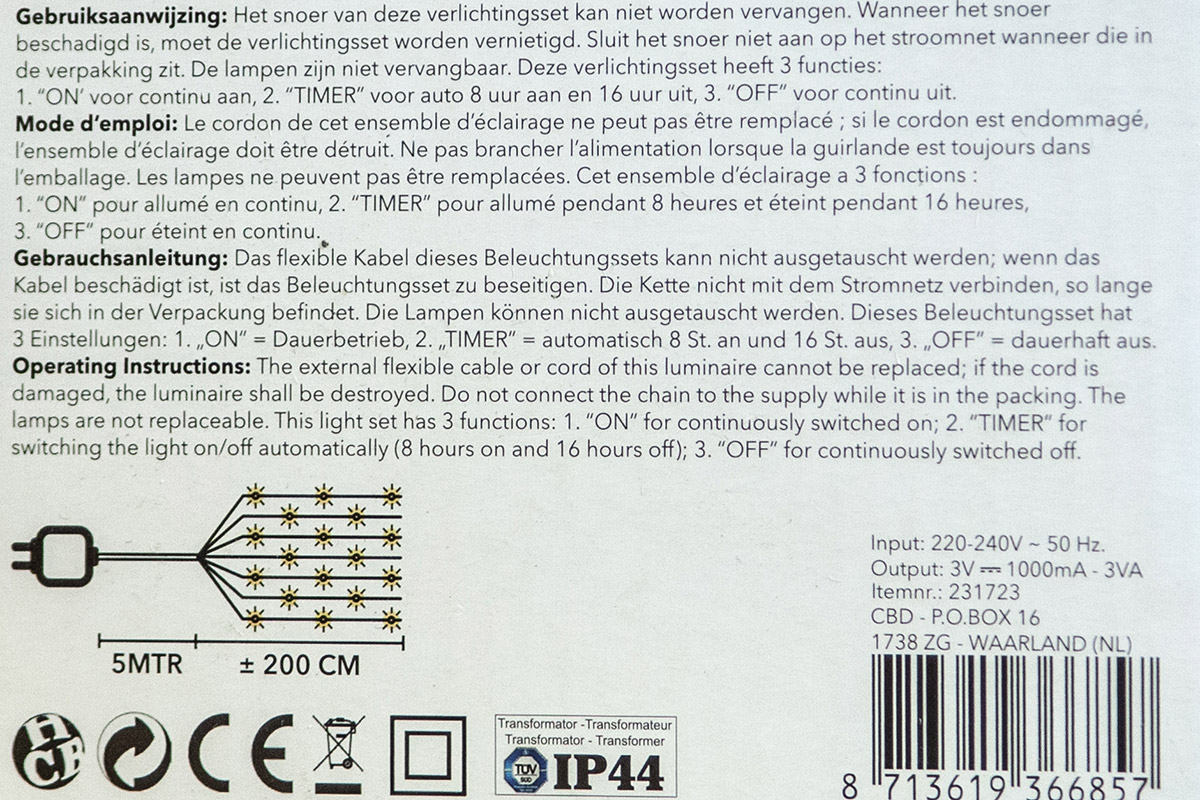 Gebruiksaanwijzing: Het snoer van deze verlichtingsset kan niet worden vervangen. Wanneer het snoer
beschadigd is, moet de verlichtingsset worden vernietigd. Sluit het snoer niet aan op het stroomnet wanneer die in
de verpakking zit. De lampen zijn niet vervangbaar. Deze verlichtingsset heeft 3 functies:
1. “ON’ voor continu aan, 2. “TIMER” voor auto 8 uur aan en 16 uur uit, 3. “OFF” voor continu uit.
Mode d’emploi: Le cordon de cet ensemble d’éclairage ne peut pas être remplacé ; si le cordon est endommagé,
l’ensemble d’éclairage doit être détruit. Ne pas brancher l’alimentation lorsque la guirlande est toujours dans
l’emballage. Les lampes ne peuvent pas être remplacées. Cet ensemble d’éclairage a 3 fonctions :
1. “ON” pour allumé en continu, 2. “TIMER” pour allumé pendant 8 heures et éteint pendant 16 heures,
3. “OFF” pour éteint en continu.
Gebrauchsanleitung: Das flexible Kabel dieses Beleuchtungssets kann nicht ausgetauscht werden; wenn das
Kabel beschädigt ist, ist das Beleuchtungsset zu beseitigen. Die Kette nicht mit dem Stromnetz verbinden, so lange
sie sich in der Verpackung befindet. Die Lampen können nicht ausgetauscht werden. Dieses Beleuchtungsset hat
3 Einstellungen: 1. „ON” = Dauerbetrieb, 2. „TIMER” = automatisch 8 St. an und 16 St. aus, 3. „OFF” = dauerhaft aus.
Operating Instructions: The external flexible cable or cord of this luminaire cannot be replaced; if the cord is
damaged, the luminaire shall be destroyed. Do not connect the chain to the supply while it is in the packing. The
lamps are not replaceable. This light set has 3 functions: 1. “ON” for continuously switched on; 2. “TIMER” for
switching the light on/off automatically (8 hours on and 16 hours off); 3. “OFF” for continuously switched off.
5MTR ± 200 CM
Input: 220-240V ~ 50 Hz.
Output: 3V ⎓ 1000mA - 3VA
Itemnr.: 231723
CBD - P.O.BOX 16
1738 ZG - WAARLAND (NL)
HCB
CE
Transformator -Transformateur
Transformator - Transformer
TÜV
SÜD
IP44
8 713619 366857